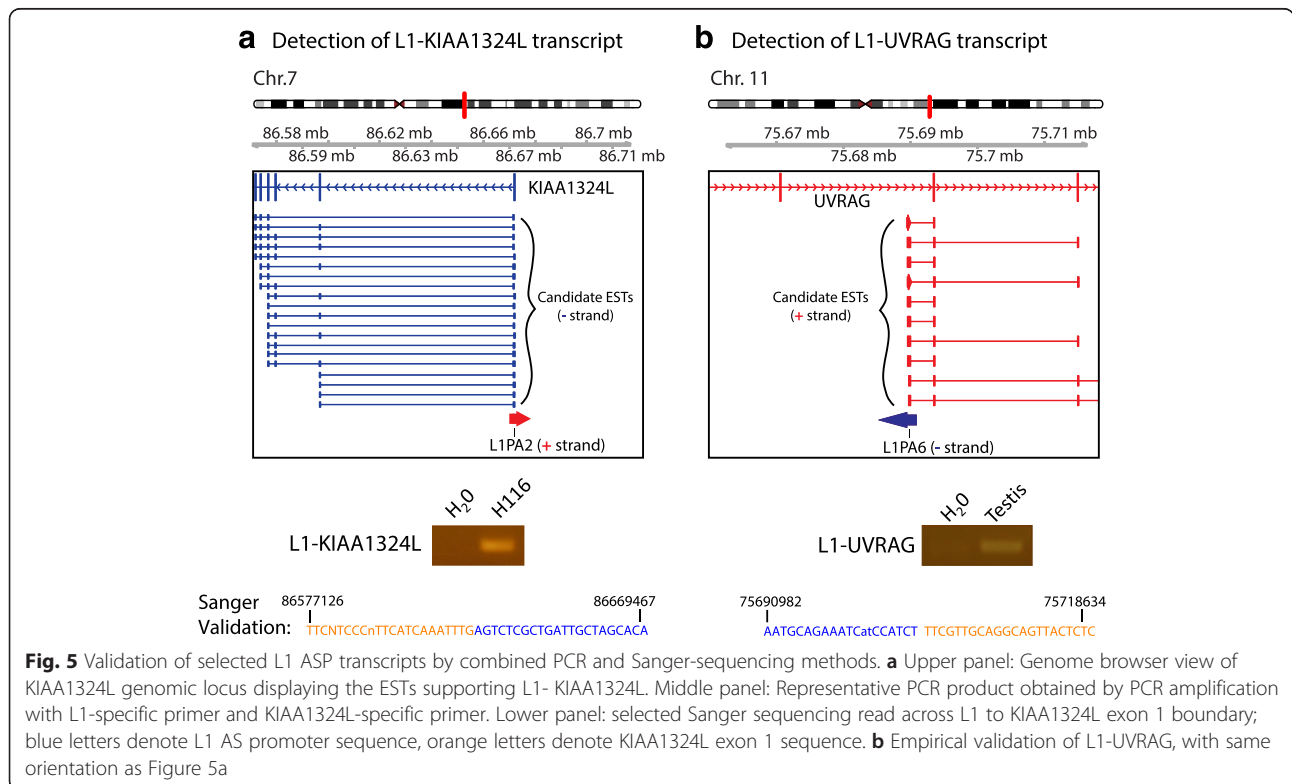 a Detection of L1-KIAA1324L transcript
Chr.7
86.58 mb 86.62 mb 86.66 mb 86.7 mb
86.59 mb 86.63 mb 86.67 mb 86.71 mb
KIAA1324L
Candidate ESTs
(- strand)
L1PA2 (+ strand)
H20 H116
L1-KIAA1324L
b Detection of L1-UVRAG transcript
Chr. 11
75.67 mb 75.69 mb 75.71 mb
75.68 mb 75.7 mb
UVRAG
Candidate ESTs
(+ strand)
L1PA6 (- strand)
H20 Testis
L1-UVRAG
Sanger 86577126 86669467 75690982 75718634
Validation: TTCNTCCCnTTCATCAAATTTGAGTCTCGCTGATTGCTAGCACA AATGCAGAAATCatCCATCT TTCGTTGCAGGCAGTTACTCTC
Fig. 5 Validation of selected L1 ASP transcripts by combined PCR and Sanger-sequencing methods. a Upper panel: Genome browser view of
KIAA1324L genomic locus displaying the ESTs supporting L1- KIAA1324L. Middle panel: Representative PCR product obtained by PCR amplification
with L1-specific primer and KIAA1324L-specific primer. Lower panel: selected Sanger sequencing read across L1 to KIAA1324L exon 1 boundary;
blue letters denote L1 AS promoter sequence, orange letters denote KIAA1324L exon 1 sequence. b Empirical validation of L1-UVRAG, with same
orientation as Figure 5a